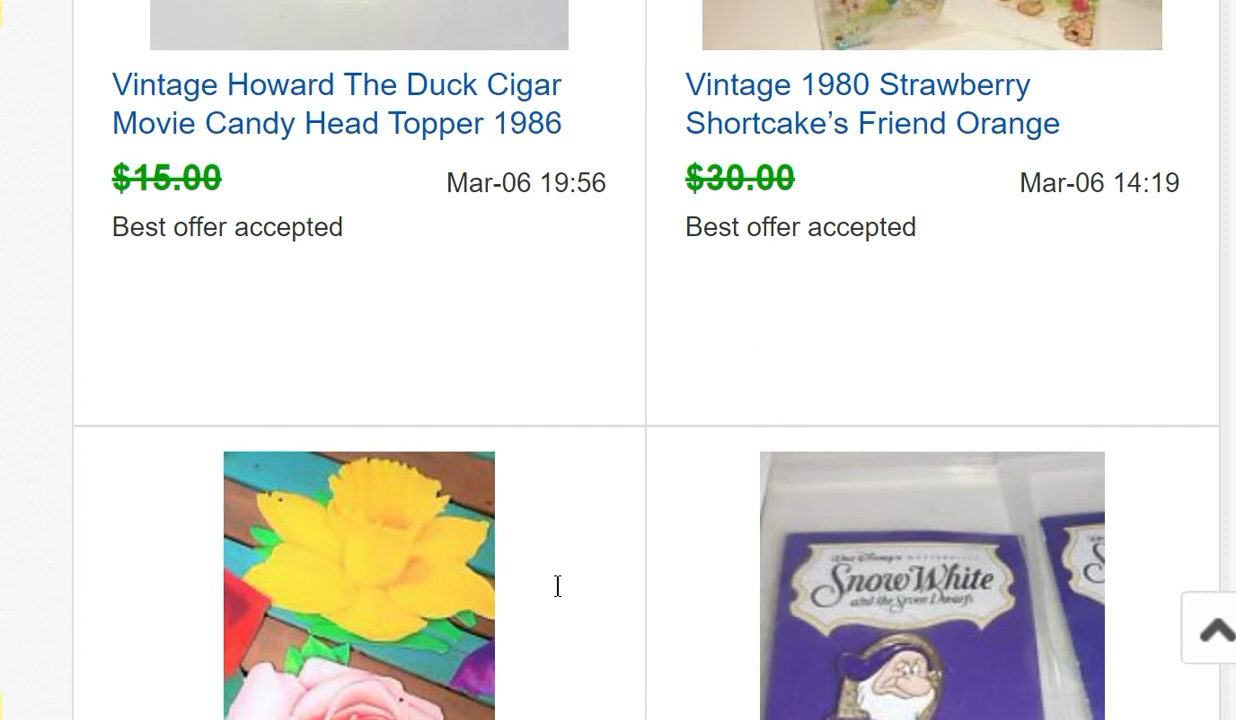 Vintage Howard The Duck Cigar
Movie Candy Head Topper 1986
$15.00
Mar-06 19:56
Best offer accepted
Vintage 1980 Strawberry
Shortcake’s Friend Orange
$30.00
Mar-06 14:19
Best offer accepted
Walt Disney's
Snow White
and the Seven Dwarfs